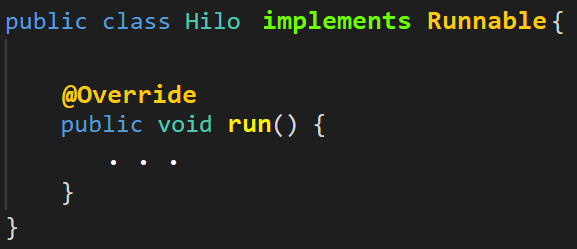 public class Hilo implements Runnable{
@Override
public void run() {
. . .
}
}